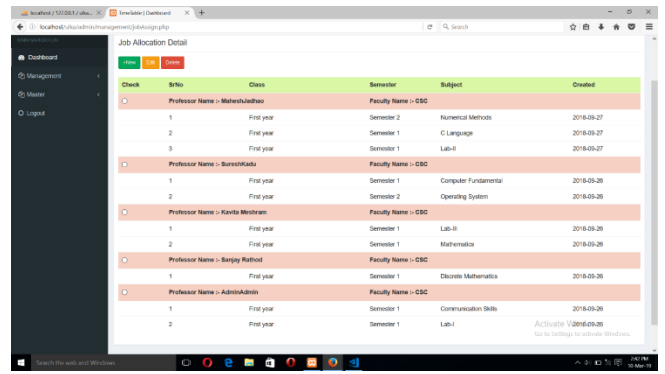 localhost / 127.0.0.1 / ulka... × TimeTable | Dashboard × +
localhost/ulka/admin/management/jobAssign.php Search
Job Allocation Detail
Dashboard
+New Edit Delete
Management
Check SrNo Class Semester Subject Created
Master
Professor Name :- MaheshJadhao Faculty Name :- CSC
Logout
1 First year Semester 2 Numerical Methods 2018-09-27
2 First year Semester 1 C Language 2018-09-27
3 First year Semester 1 Lab-II 2018-09-27
Professor Name :- SureshKadu Faculty Name :- CSC
1 First year Semester 1 Computer Fundamental 2018-09-26
2 First year Semester 2 Operating System 2018-09-26
Professor Name :- Kavita Meshram Faculty Name :- CSC
1 First year Semester 1 Lab-III 2018-09-26
2 First year Semester 1 Mathematics 2018-09-26
Professor Name :- Sanjay Rathod Faculty Name :- CSC
1 First year Semester 1 Discrete Mathematics 2018-09-26
Professor Name :- AdminAdmin Faculty Name :- CSC
1 First year Semester 1 Communication Skills 2018-09-26
2 First year Semester 1 Lab-I 2018-09-26
Activate Windows
Go to Settings to activate Windows.
Search the web and Windows 2:42 PM
10-Mar-19